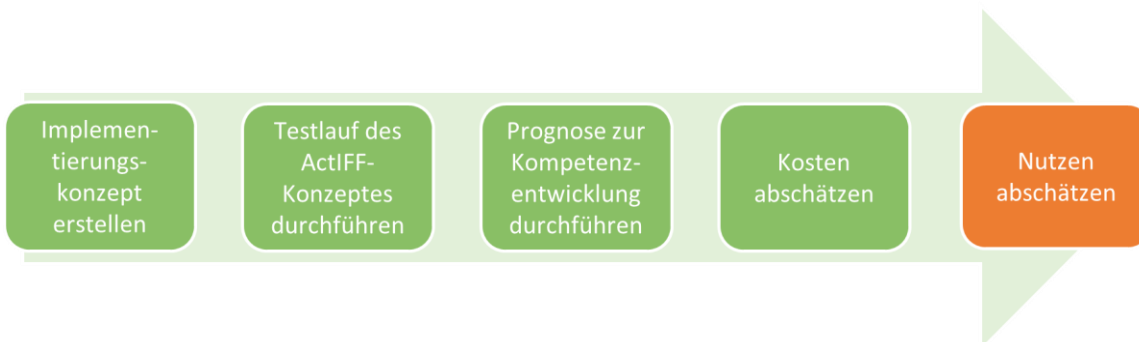 Implemen-
tierungs-
konzept
erstellen
Testlauf des
ActIFF-
Konzeptes
durchführen
Prognose zur
Kompetenz-
entwicklung
durchführen
Kosten
abschätzen
Nutzen
abschätzen